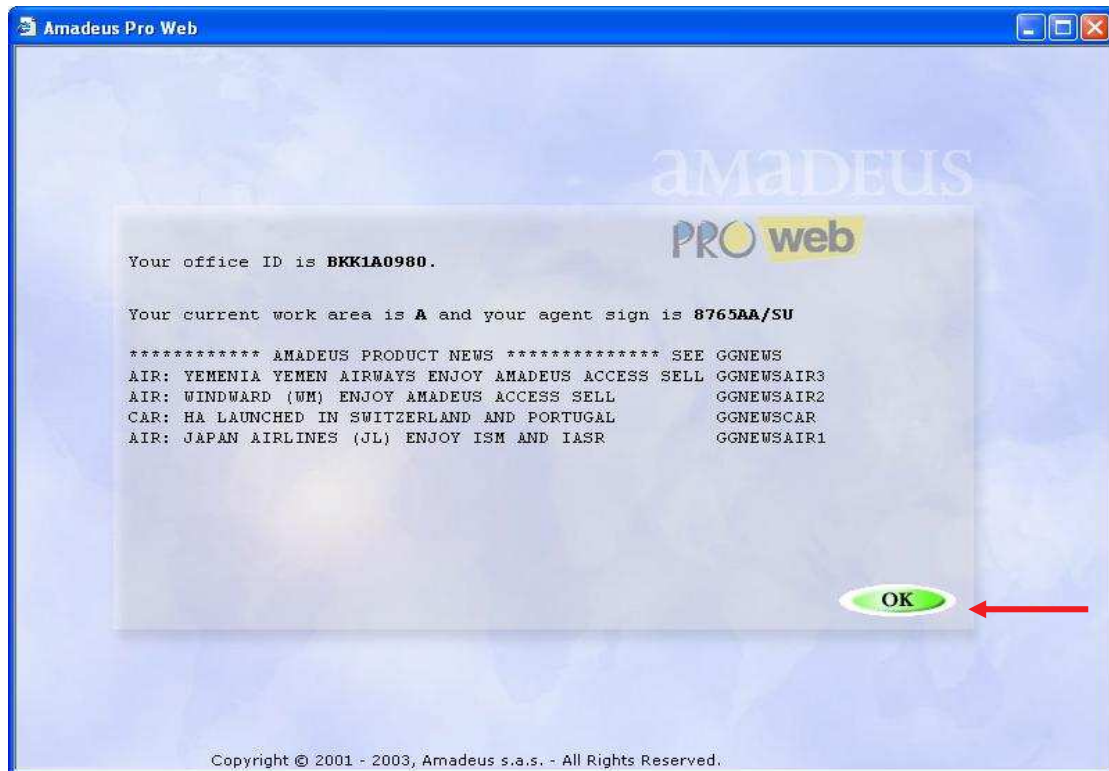 Amadeus Pro Web
amadeus
PRO web
Your office ID is BKK1A0980.
Your current work area is A and your agent sign is 8765AA/SU
************ AMADEUS PRODUCT NEWS ************** SEE GGNEWS
AIR: YEMENIA YEMEN AIRWAYS ENJOY AMADEUS ACCESS SELL GGNEWSAIR3
AIR: WINDWARD (WM) ENJOY AMADEUS ACCESS SELL GGNEWSAIR2
CAR: HA LAUNCHED IN SWITZERLAND AND PORTUGAL GGNEWSCAR
AIR: JAPAN AIRLINES (JL) ENJOY ISM AND IASR GGNEWSAIR1
OK
Copyright © 2001 - 2003, Amadeus s.a.s. - All Rights Reserved.